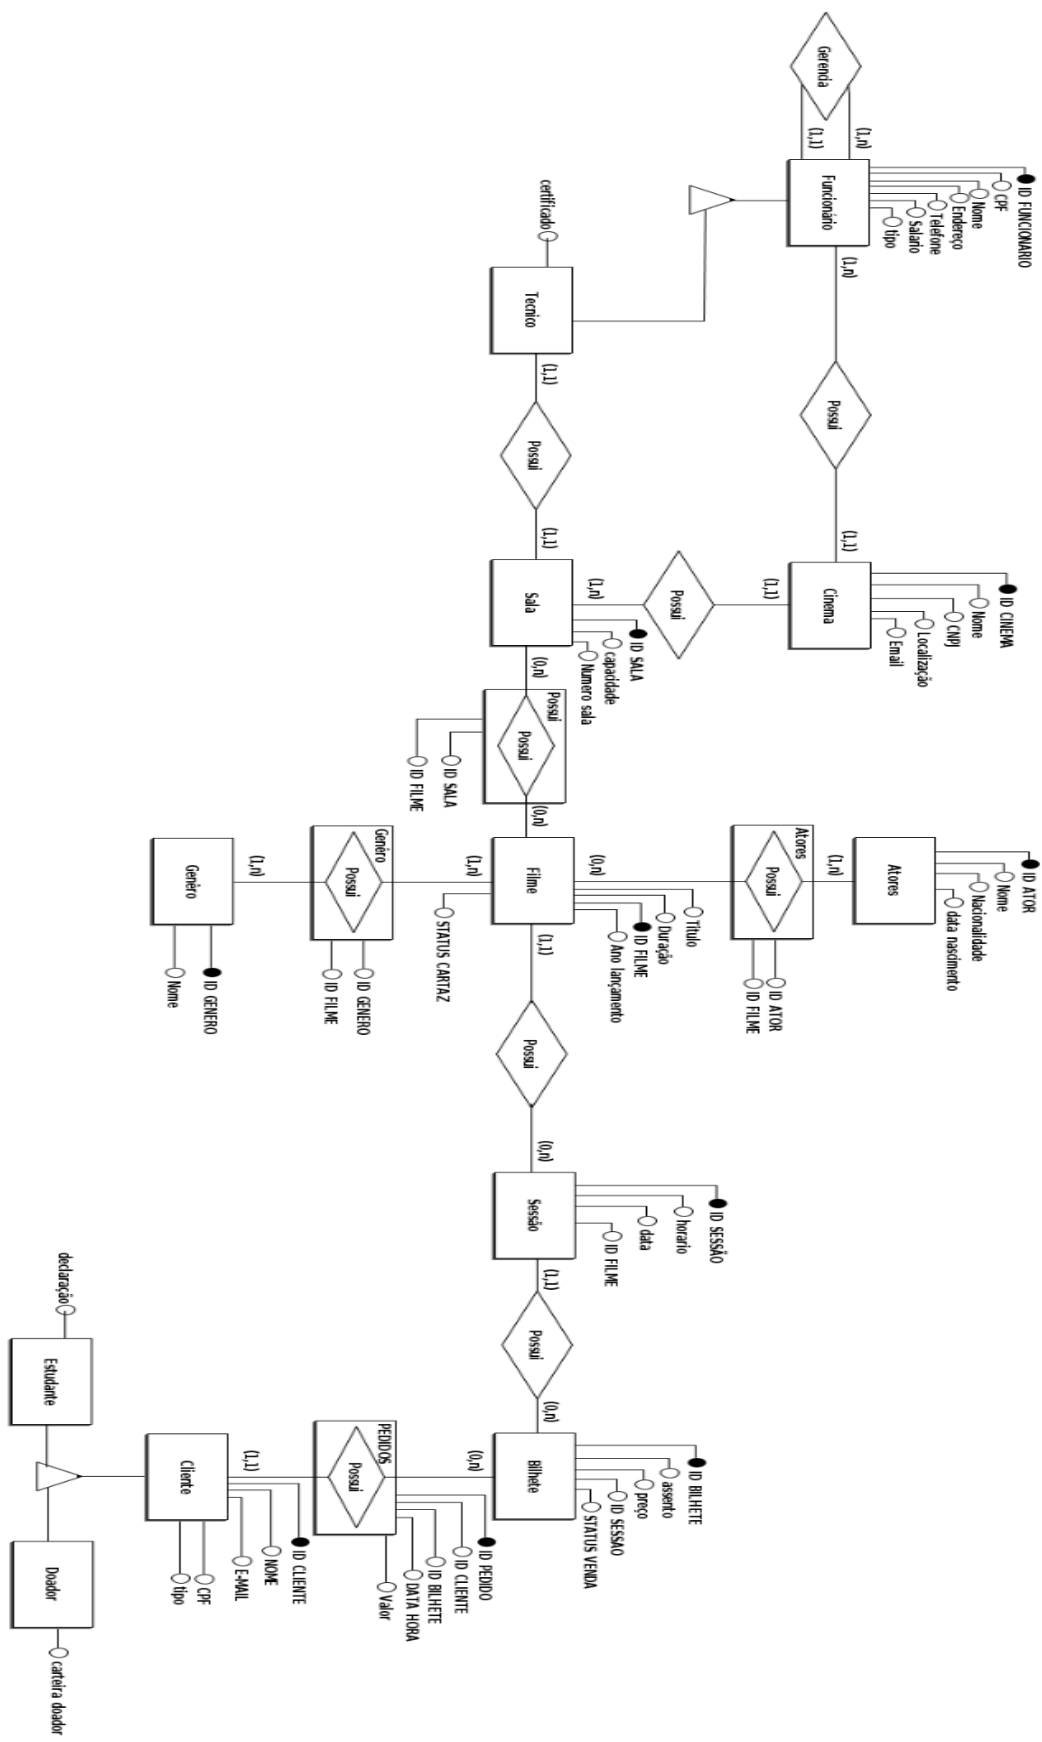 Gerencia
(1,n)
(1,1)
ID FUNCIONARIO
CPF
Nome
Endereço
Telefone
Salario
tipo
Funcionário
(1,n)
Possui
(1,1)
ID CINEMA
Nome
CNPJ
Localização
Email
Cinema
(1,1)
Possui
(1,n)
certificado
Tecnico
(1,1)
Possui
(1,1)
Sala
ID SALA
capacidade
Numero sala
(0,n)
Possui
Possui
ID SALA
ID FILME
(0,n)
ID ATOR
Nome
Nacionalidade
data nascimento
Atores
(1,n)
Atores
Possui
ID ATOR
ID FILME
(0,n)
Filme
Título
Duração
ID FILME
Ano lançamento
STATUS CARTAZ
(1,n)
Genêro
Possui
ID GENERO
ID FILME
(1,n)
Genêro
ID GENERO
Nome
(1,1)
Possui
(0,n)
Sessão
ID SESSÃO
horario
data
ID FILME
(1,1)
Possui
(0,n)
Bilhete
ID BILHETE
assento
preço
ID SESSAO
STATUS VENDA
(0,n)
PEDIDOS
Possui
ID PEDIDO
ID CLIENTE
ID BILHETE
DATA HORA
Valor
(1,1)
Cliente
ID CLIENTE
NOME
E-MAIL
CPF
tipo
declaração
Estudante
Doador
carteira doador